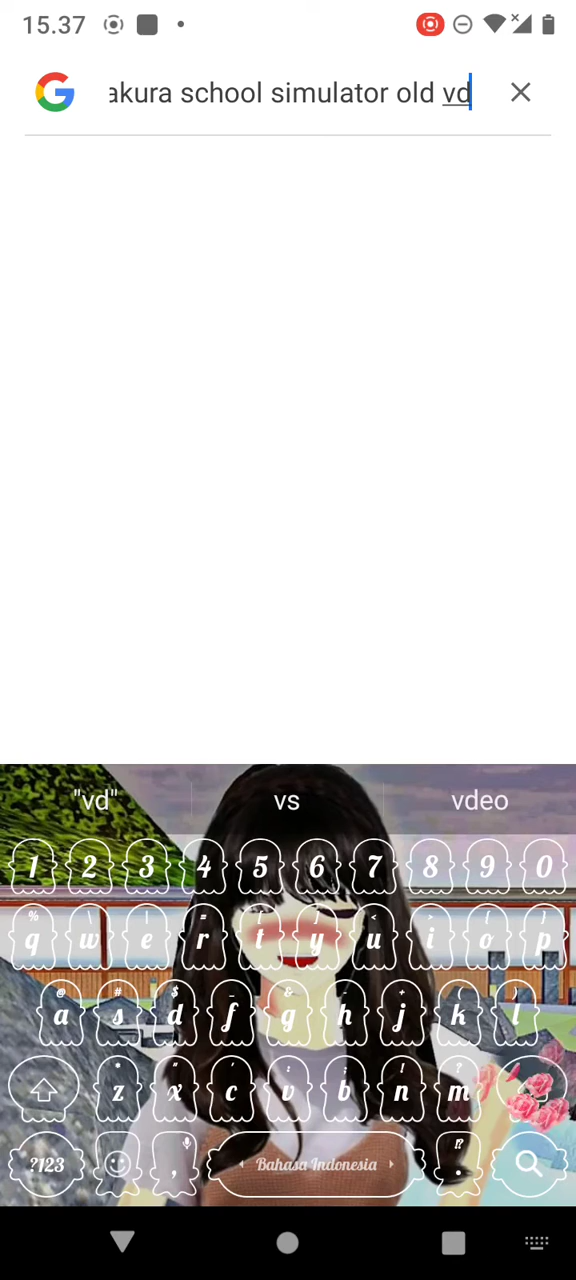 15.37
akura school simulator old vd
"vd" vs vdeo
1 2 3 4 5 6 7 8 9 0
q w e r t y u i o p
a s d f g h j k l
z x c v b n m
?123 , Bahasa Indonesia .